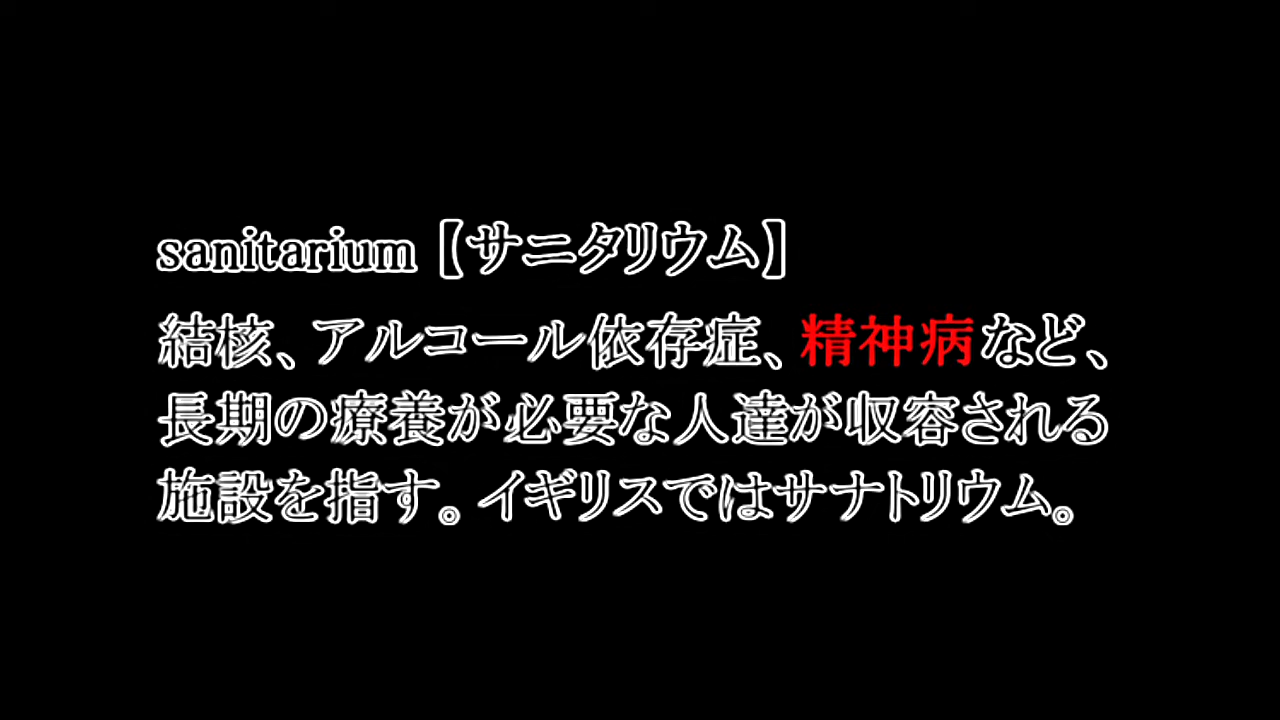 sanitarium【サニタリウム】
結核、アルコール依存症、精神病など、
長期の療養が必要な人達が収容される
施設を指す。イギリスではサナトリウム。